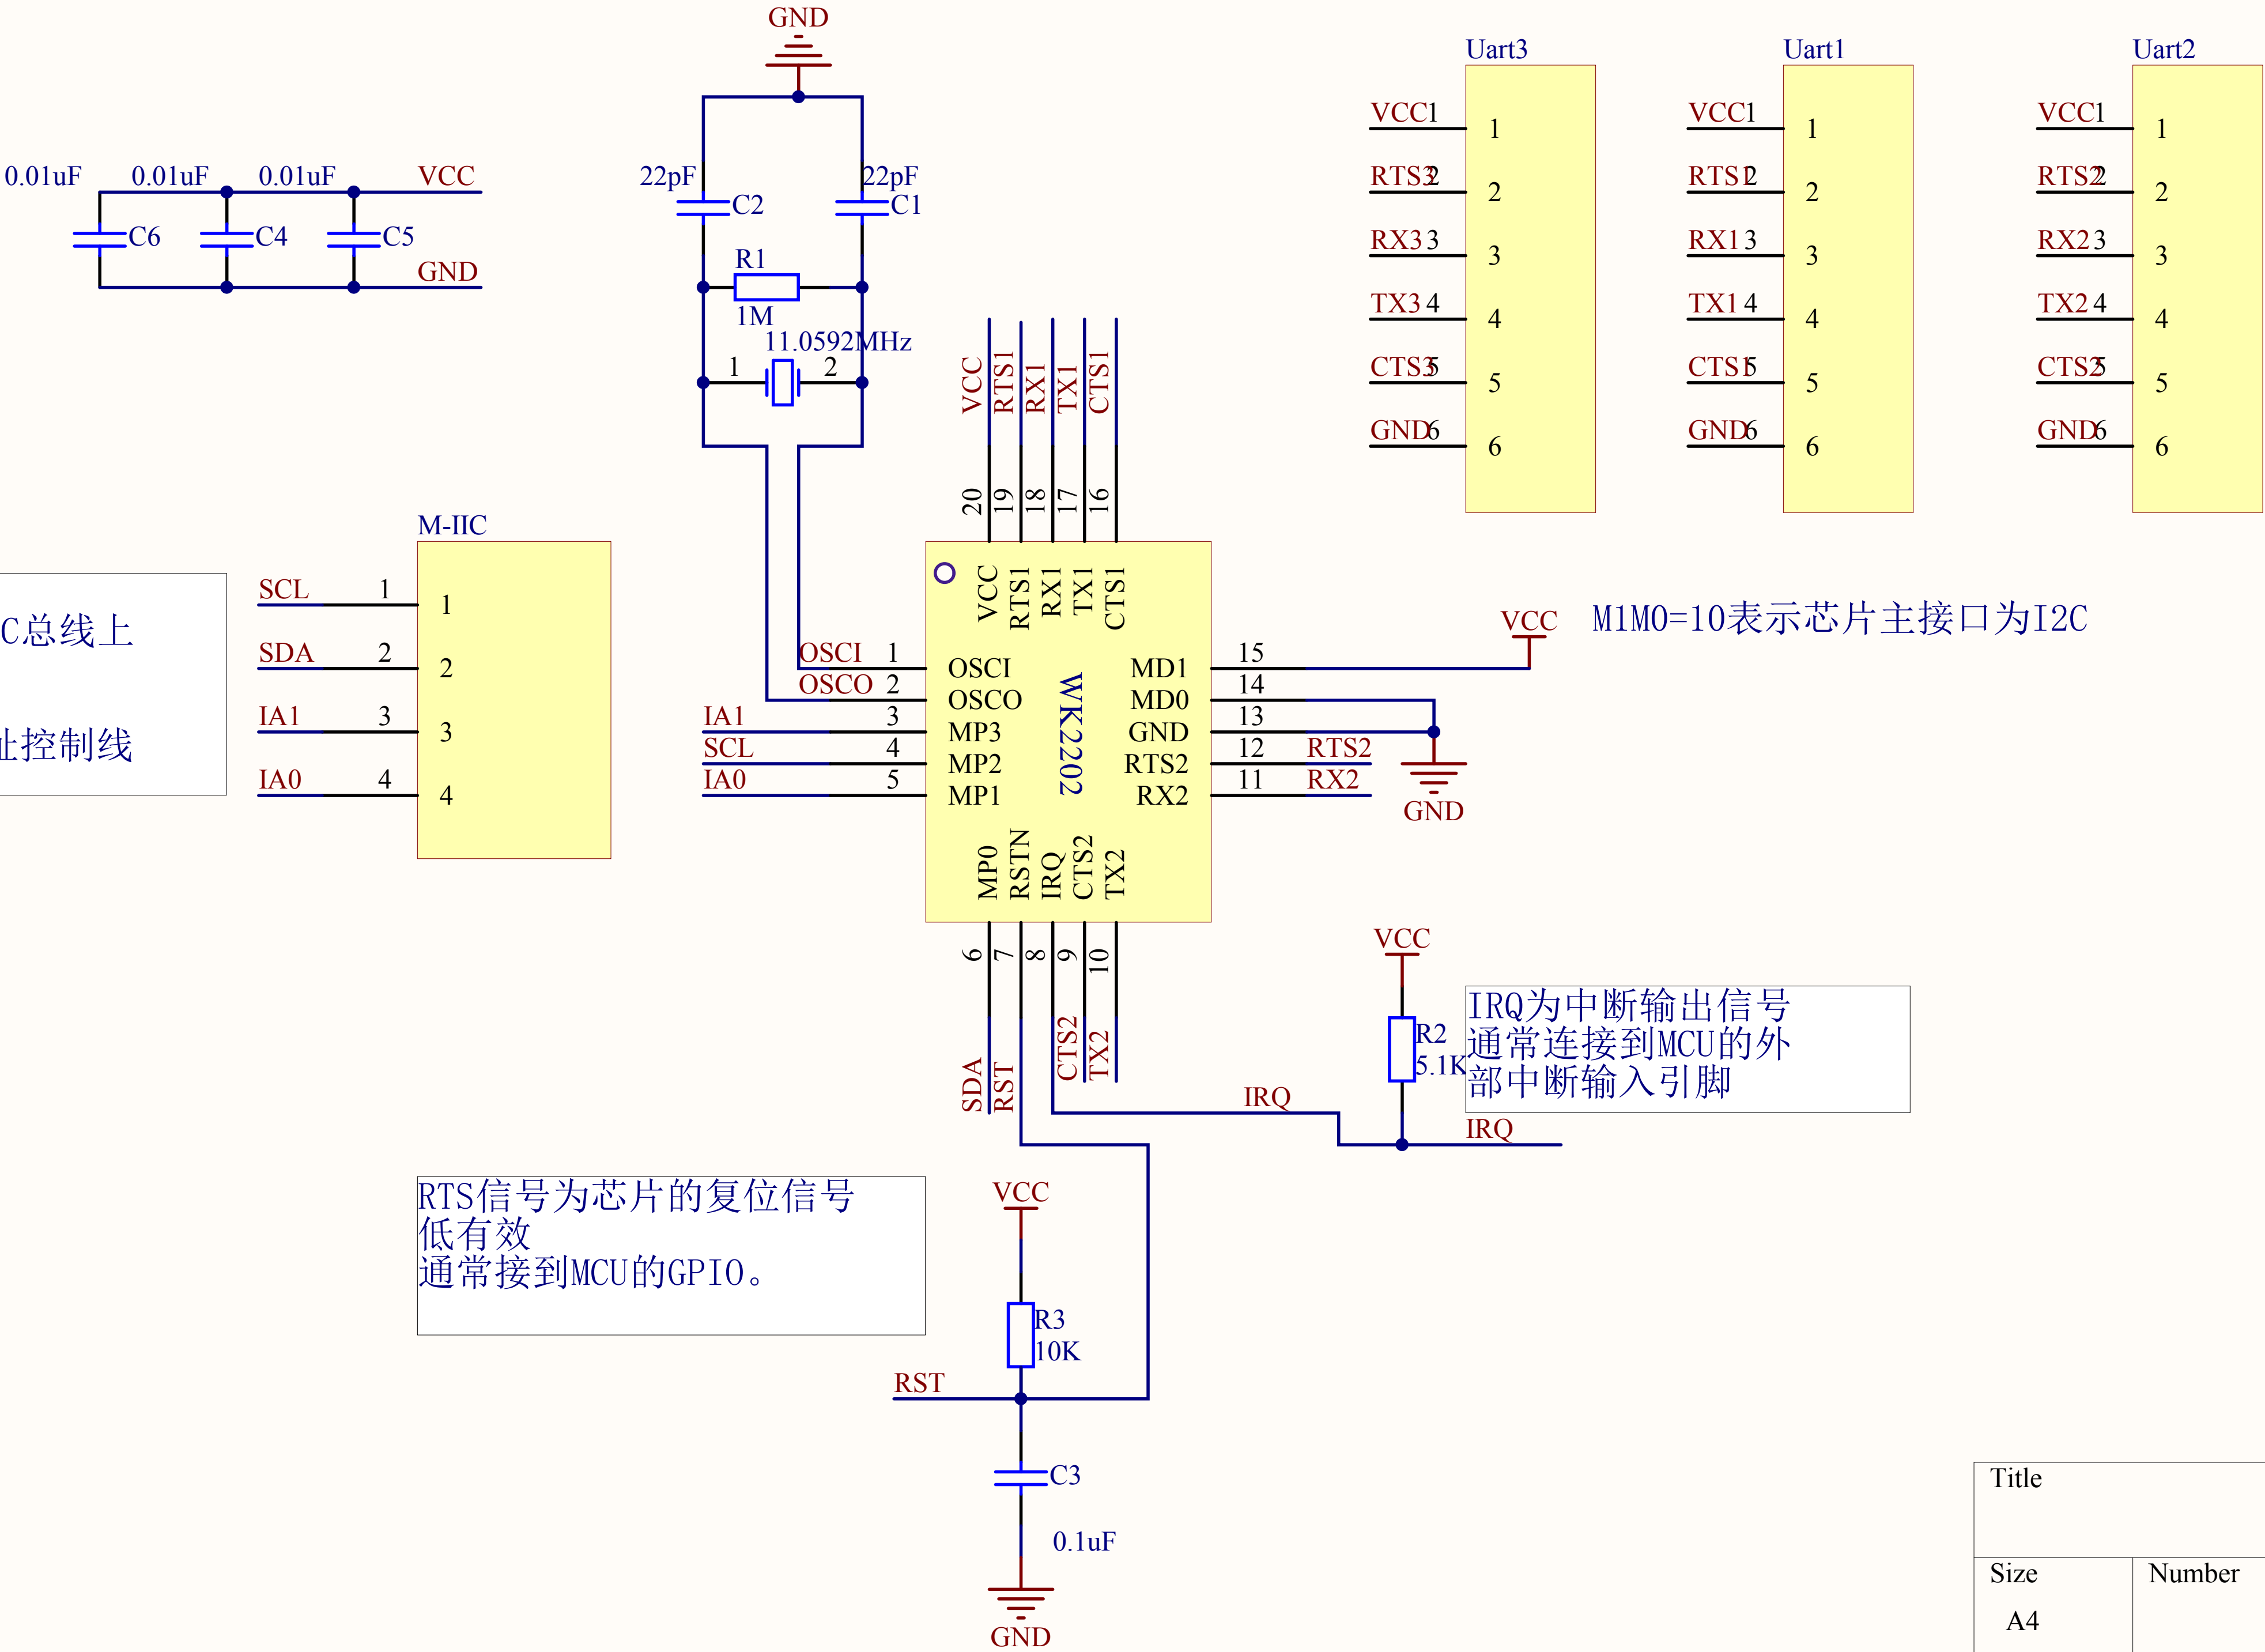 GND
Uart3
Uart1
Uart2
VCC 1 1
RTS3 2 2
RX3 3 3
TX3 4 4
CTS3 5 5
GND 6 6
VCC 1 1
RTS1 2 2
RX1 3 3
TX1 4 4
CTS1 5 5
GND 6 6
VCC 1 1
RTS2 2 2
RX2 3 3
TX2 4 4
CTS2 5 5
GND 6 6
0.01uF 0.01uF 0.01uF VCC
C6 C4 C5
GND
22pF 22pF
C2 C1
R1
1M
11.0592MHz
1 2
VCC RTS1 RX1 TX1 CTS1
20 19 18 17 16
VCC RTS1 RX1 TX1 CTS1
M-IIC
SCL 1 1
SDA 2 2
IA1 3 3
IA0 4 4
C总线上
址控制线
OSCI 1 OSCI
OSCO 2 OSCO
IA1 3 MP3
SCL 4 MP2
IA0 5 MP1
WK2202
MD1 15
MD0 14
GND 13
RTS2 12 RTS2
RX2 11 RX2
VCC
GND
M1M0=10表示芯片主接口为I2C
MP0 RSTN IRQ CTS2 TX2
6 7 8 9 10
SDA RST CTS2 TX2
IRQ
VCC
R2
5.1K
IRQ
IRQ为中断输出信号
通常连接到MCU的外
部中断输入引脚
RTS信号为芯片的复位信号
低有效
通常接到MCU的GPIO。
VCC
R3
10K
RST
C3
0.1uF
GND
Title
Size Number
A4